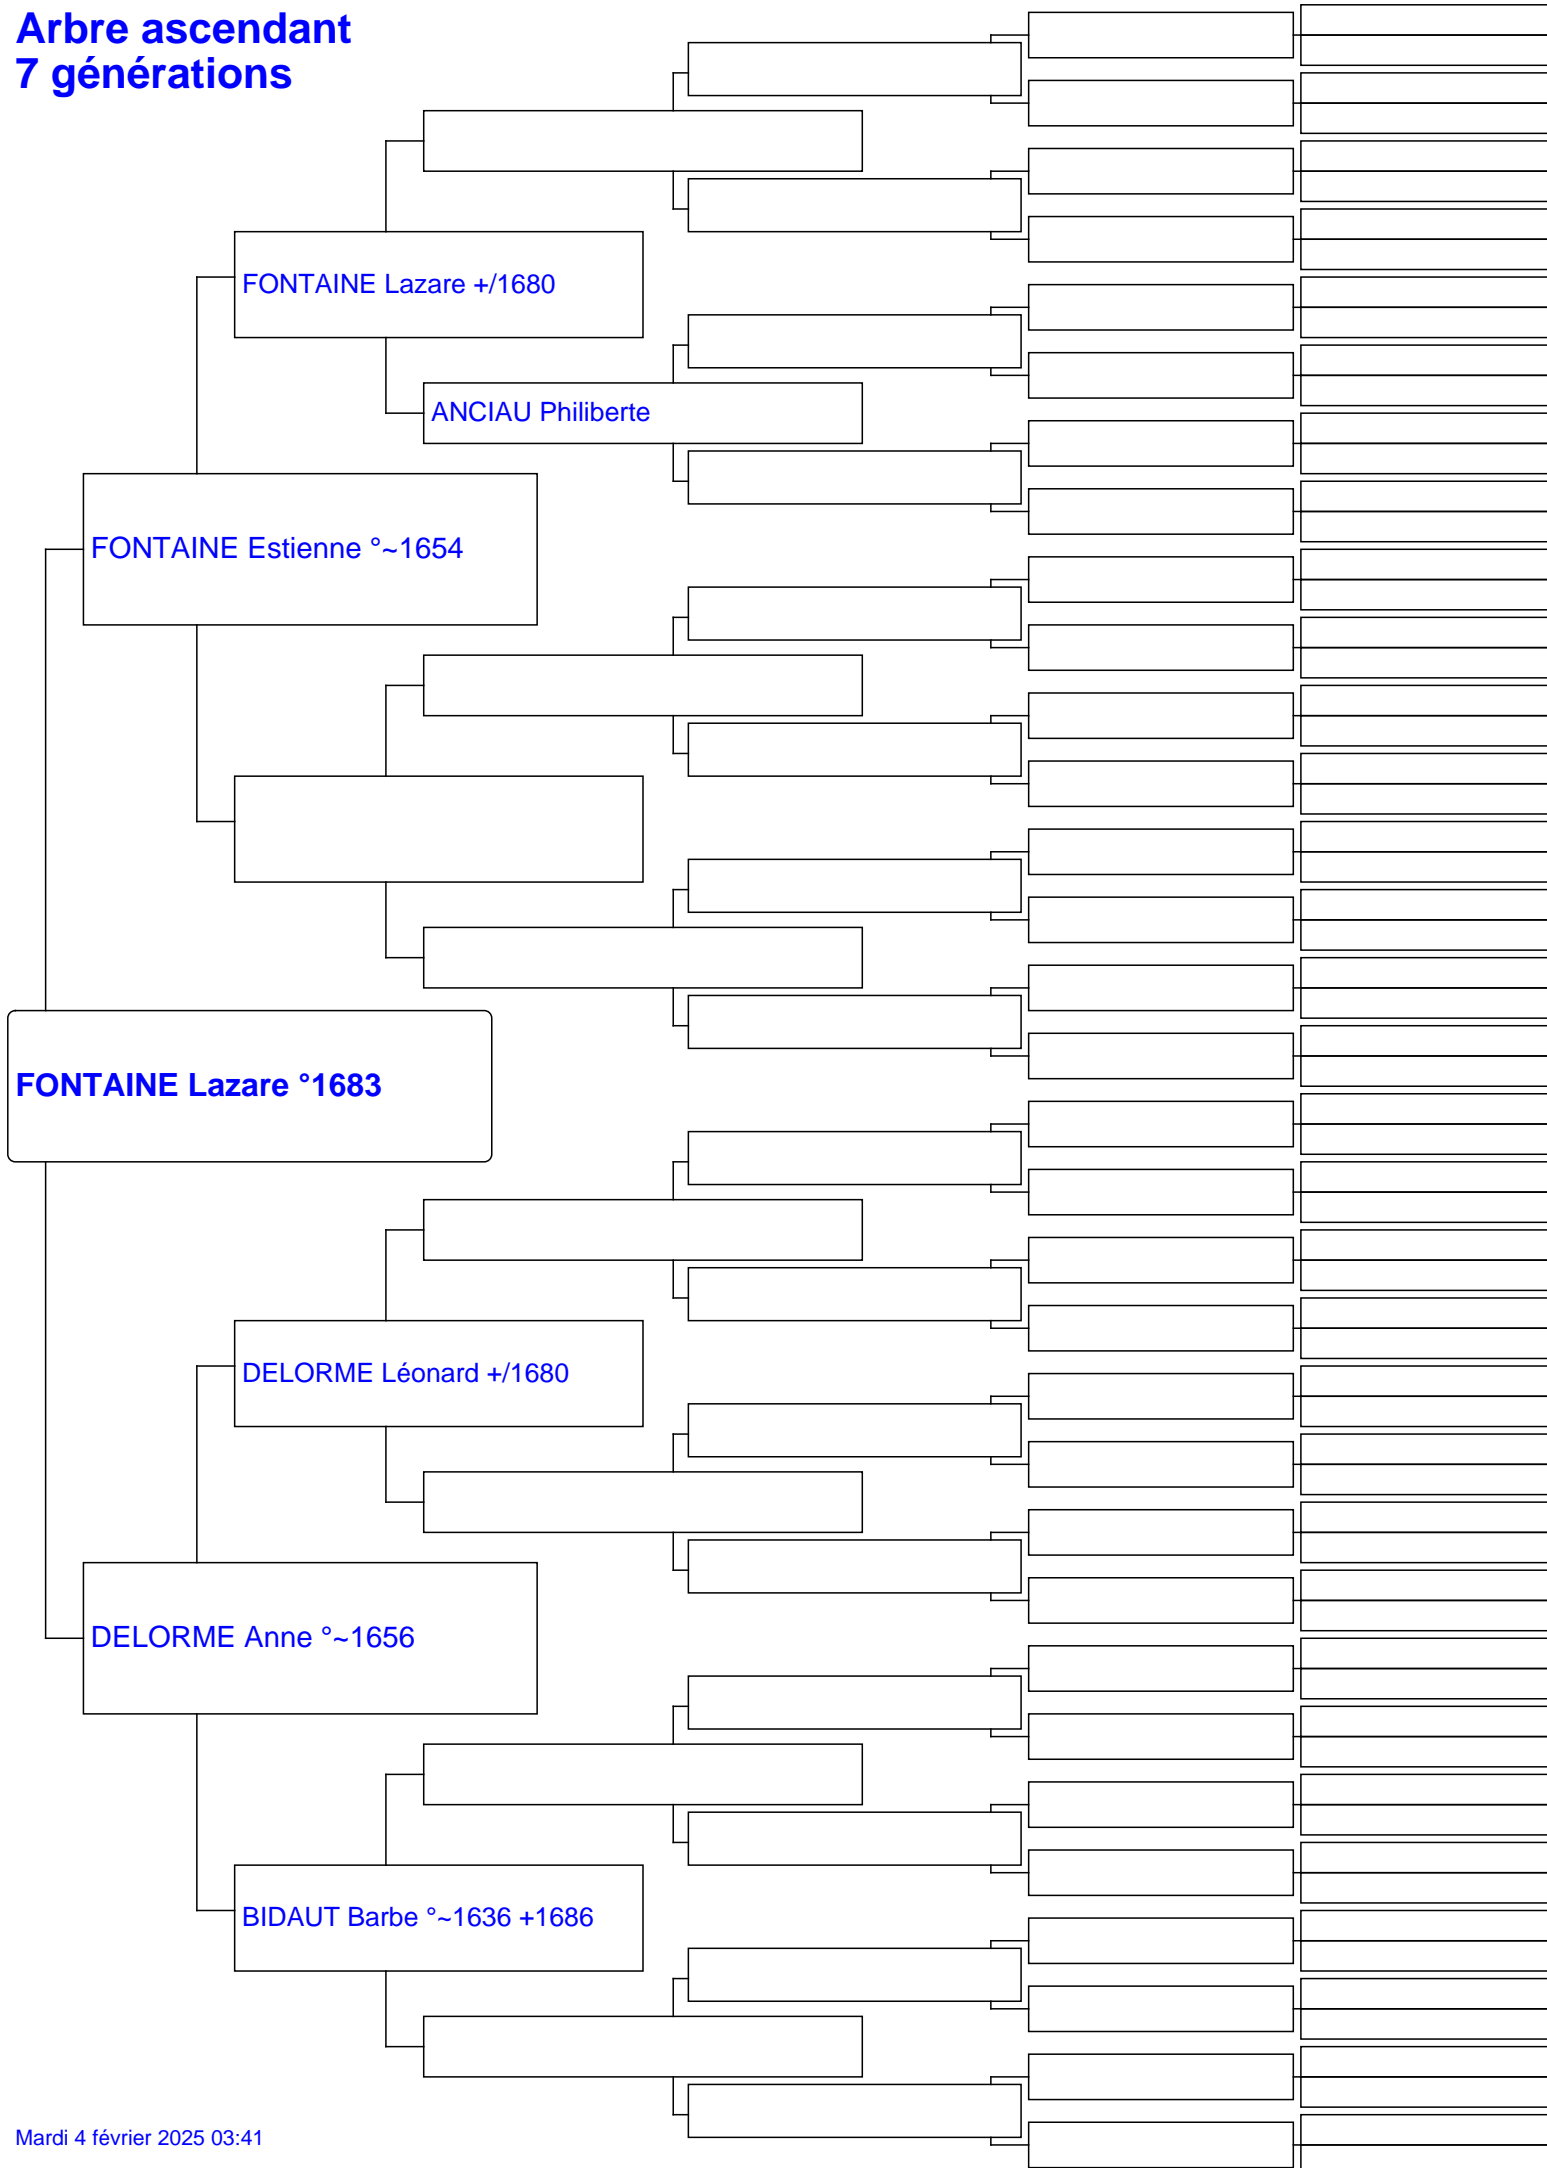 Arbre ascendant
7 générations
FONTAINE Lazare +/1680
ANCIAU Philiberte
FONTAINE Estienne °~1654
FONTAINE Lazare °1683
DELORME Léonard +/1680
DELORME Anne °~1656
BIDAUT Barbe °~1636 +1686
Mardi 4 février 2025 03:41